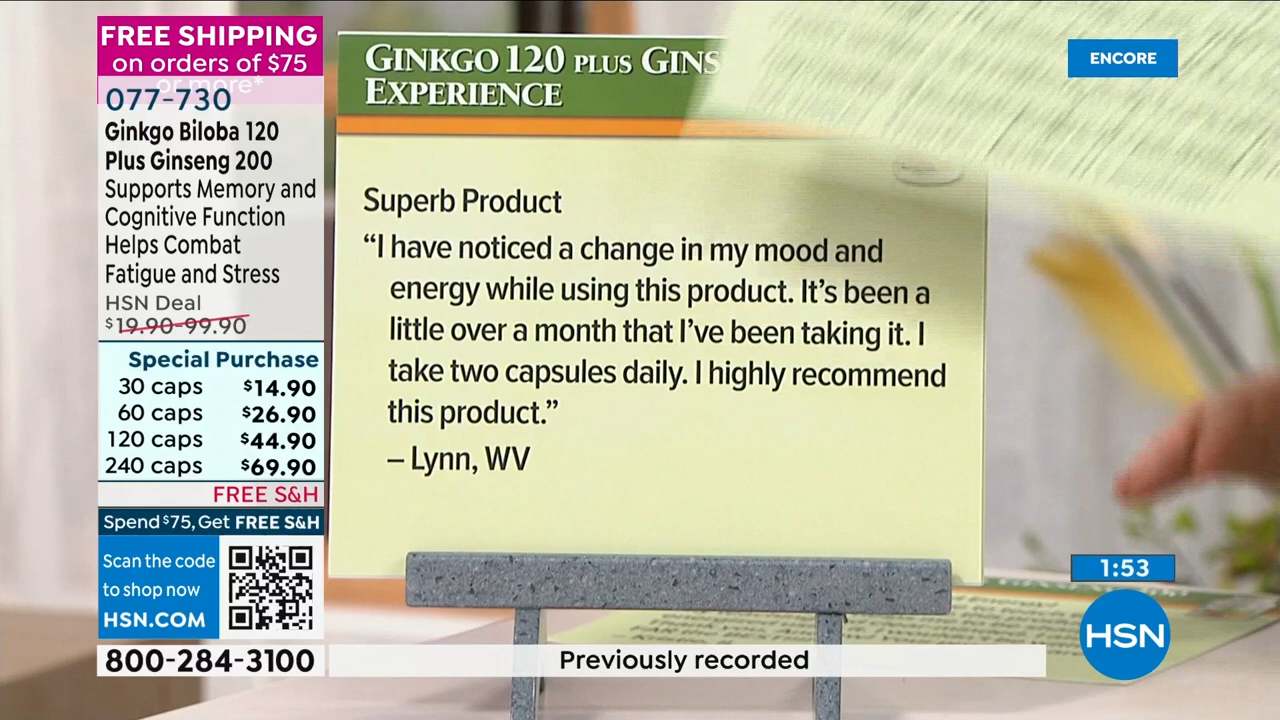 FREE SHIPPING
on orders of $75
or more*
077-730
Ginkgo Biloba 120
Plus Ginseng 200
Supports Memory and
Cognitive Function
Helps Combat
Fatigue and Stress
HSN Deal
$19.90-99.90
Special Purchase
30 caps $14.90
60 caps $26.90
120 caps $44.90
240 caps $69.90
FREE S&H
Spend $75, Get FREE S&H
Scan the code
to shop now
HSN.COM
800-284-3100
GINKGO 120 PLUS GINS
EXPERIENCE
Superb Product
“I have noticed a change in my mood and
energy while using this product. It’s been a
little over a month that I’ve been taking it. I
take two capsules daily. I highly recommend
this product.”
– Lynn, WV
ENCORE
1:53
HSN
Previously recorded